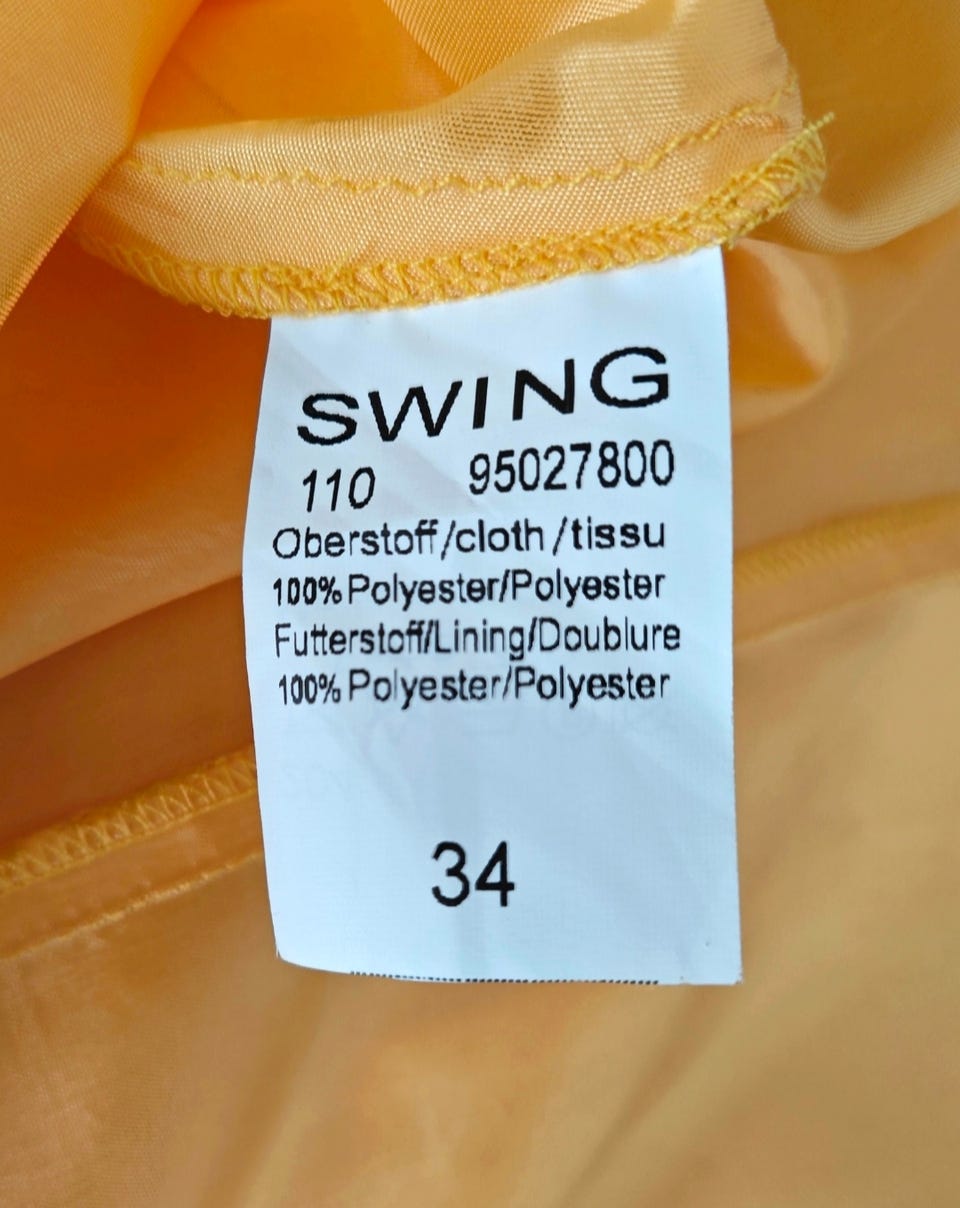 SWING
110 95027800
Oberstoff/cloth/tissu
100% Polyester/Polyester
Futterstoff/Lining/Doublure
100% Polyester/Polyester
34